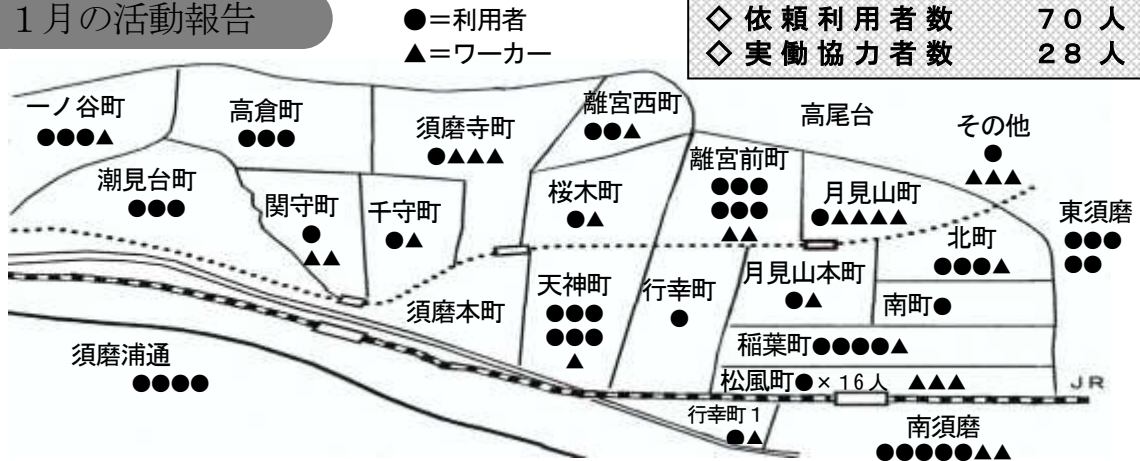 １月の活動報告
●＝利用者
▲＝ワーカー
◇ 依頼利用者数 ７０ 人
◇ 実働協力者数 ２８ 人
一ノ谷町
●●●▲
高倉町
●●●
須磨寺町
●▲▲▲
離宮西町
●●▲
高尾台
その他
●
▲▲▲
潮見台町
●●●
関守町
●
▲▲
千守町
●▲
桜木町
●▲
離宮前町
●●●
●●●
▲▲
月見山町
●▲▲▲▲
東須磨
●●●
●●
北町
●●●▲
須磨本町
天神町
●●●
●●●
▲
行幸町
●
月見山本町
●▲
南町●
稲葉町●●●●▲
須磨浦通
●●●●
松風町●×16人 ▲▲▲
ＪＲ
行幸町１
●▲
南須磨
●●●●●▲▲